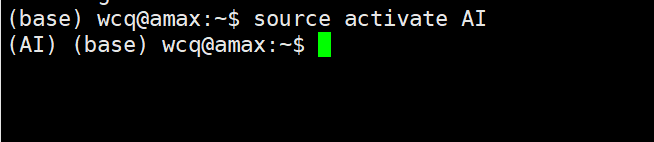 (base) wcq@amax:~$ source activate AI
(AI) (base) wcq@amax:~$